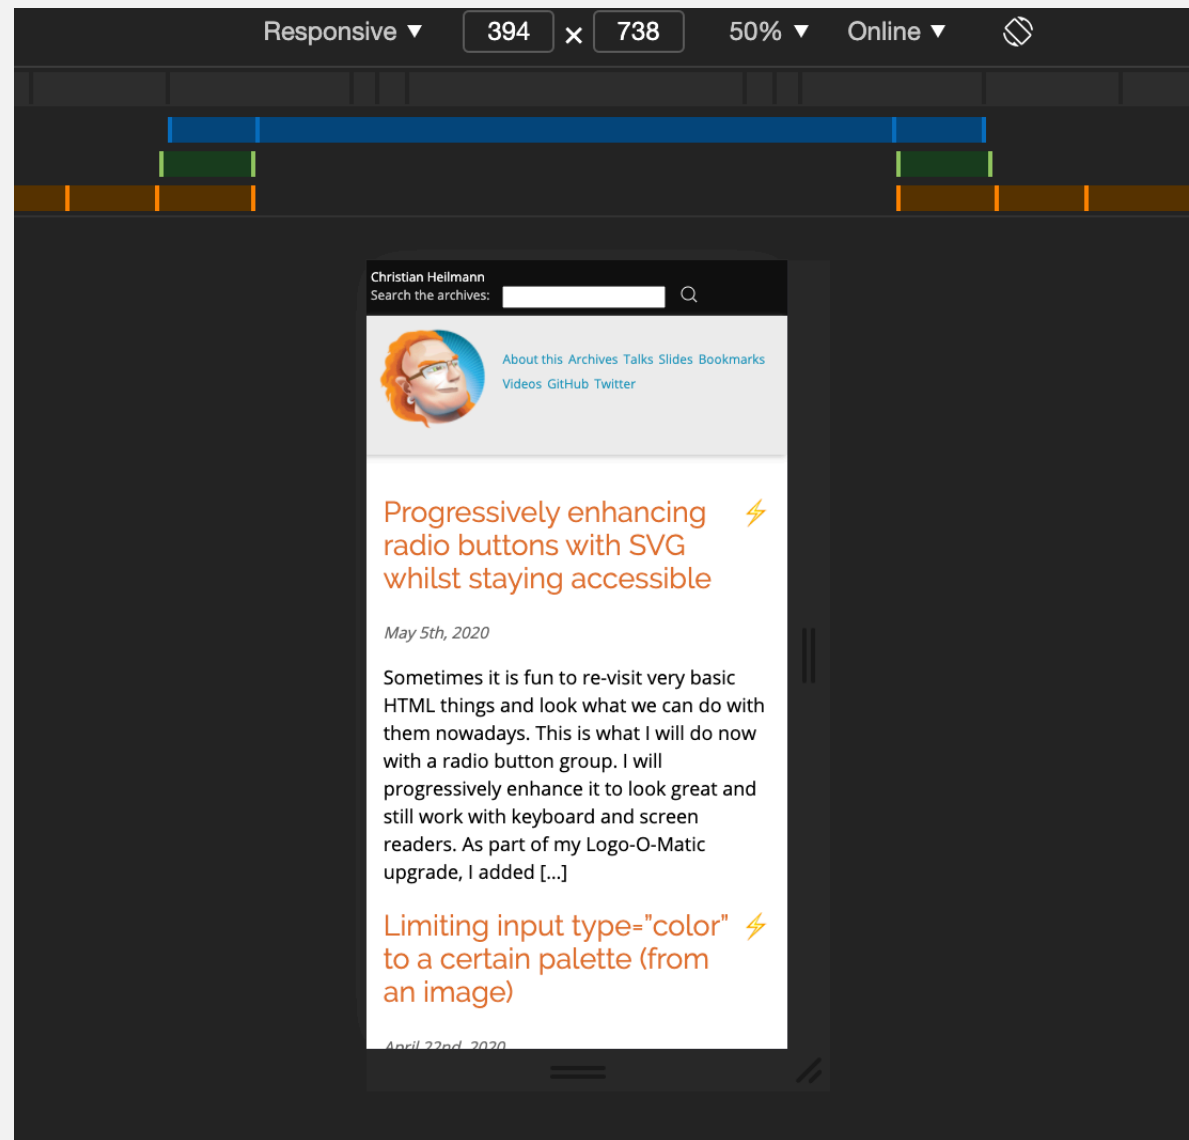 Responsive ▼ 394 × 738 50% ▼ Online ▼
Christian Heilmann
Search the archives:
About this Archives Talks Slides Bookmarks
Videos GitHub Twitter
Progressively enhancing
radio buttons with SVG
whilst staying accessible
May 5th, 2020
Sometimes it is fun to re-visit very basic
HTML things and look what we can do with
them nowadays. This is what I will do now
with a radio button group. I will
progressively enhance it to look great and
still work with keyboard and screen
readers. As part of my Logo-O-Matic
upgrade, I added [...]
Limiting input type="color"
to a certain palette (from
an image)
April 22nd, 2020